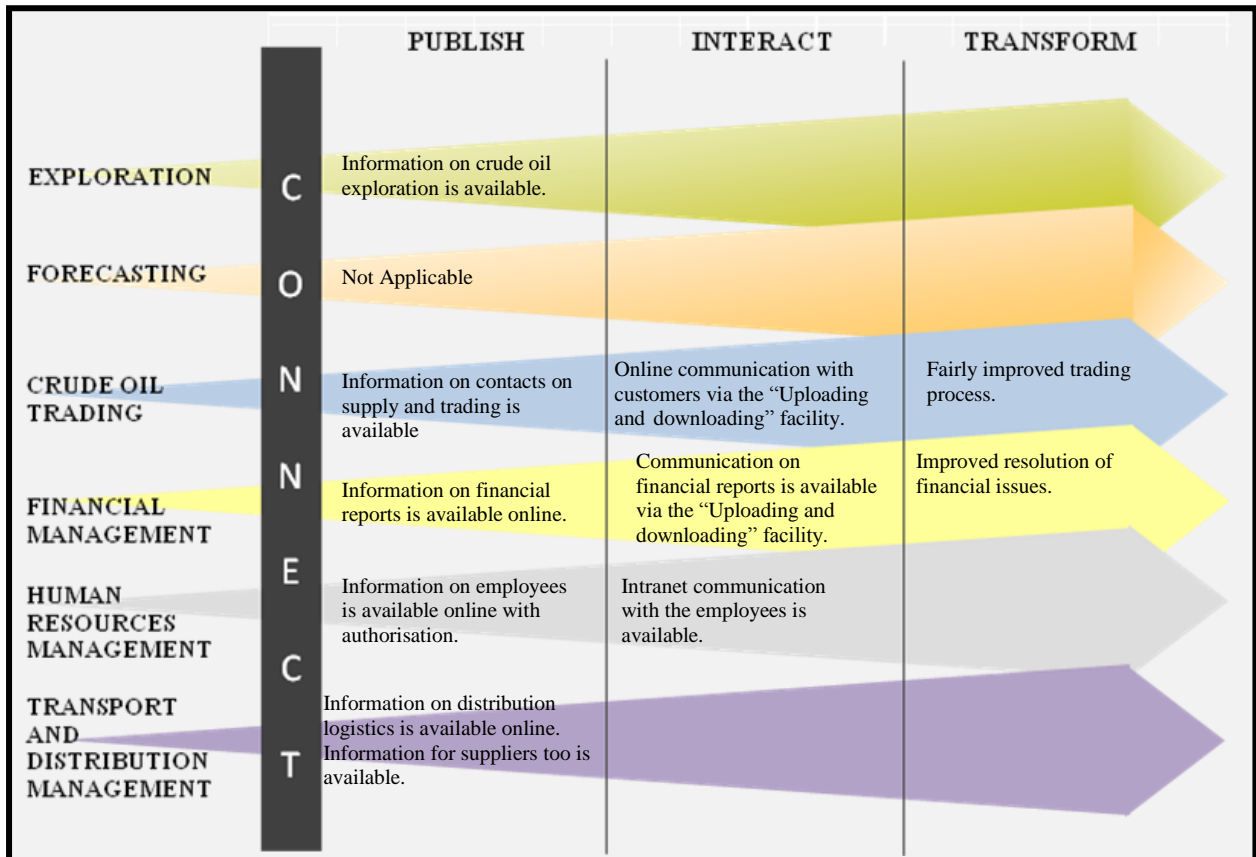 PUBLISH INTERACT TRANSFORM
CONNECT
EXPLORATION
Information on crude oil
exploration is available.
FORECASTING
Not Applicable
CRUDE OIL
TRADING
Information on contacts on
supply and trading is
available
Online communication with
customers via the “Uploading
and downloading” facility.
Fairly improved trading
process.
FINANCIAL
MANAGEMENT
Information on financial
reports is available online.
Communication on
financial reports is available
via the “Uploading and
downloading” facility.
Improved resolution of
financial issues.
HUMAN
RESOURCES
MANAGEMENT
Information on employees
is available online with
authorisation.
Intranet communication
with the employees is
available.
TRANSPORT
AND
DISTRIBUTION
MANAGEMENT
Information on distribution
logistics is available online.
Information for suppliers too is
available.